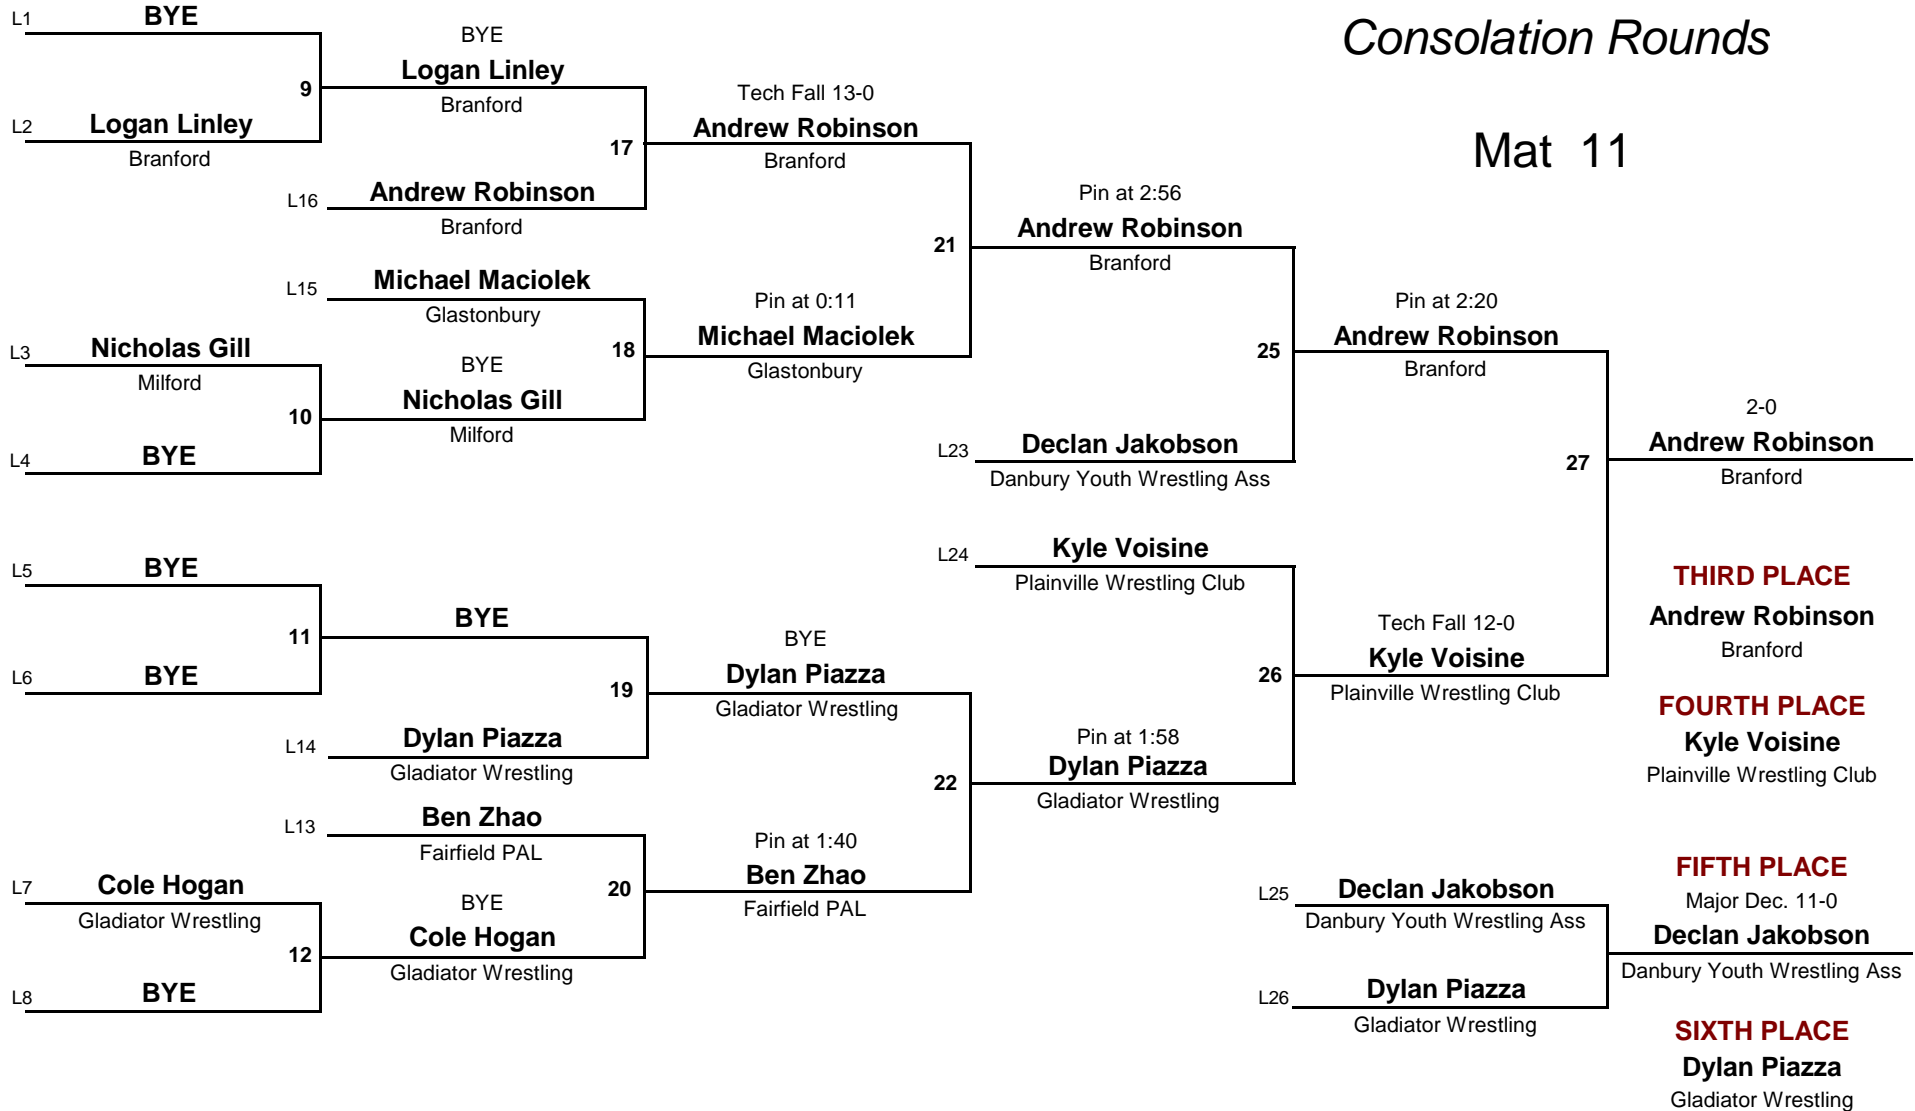 Consolation Rounds
Mat 11
L1 BYE
9
L2 Logan Linley
Branford
BYE
Logan Linley
Branford
17
L16 Andrew Robinson
Branford
Tech Fall 13-0
Andrew Robinson
Branford
21
L15 Michael Maciolek
Glastonbury
18
L3 Nicholas Gill
Milford
10
L4 BYE
BYE
Nicholas Gill
Milford
Pin at 0:11
Michael Maciolek
Glastonbury
Pin at 2:56
Andrew Robinson
Branford
25
L23 Declan Jakobson
Danbury Youth Wrestling Ass
Pin at 2:20
Andrew Robinson
Branford
27
2-0
Andrew Robinson
Branford
L5 BYE
11
L6 BYE
BYE
19
L14 Dylan Piazza
Gladiator Wrestling
BYE
Dylan Piazza
Gladiator Wrestling
22
L13 Ben Zhao
Fairfield PAL
20
L7 Cole Hogan
Gladiator Wrestling
12
L8 BYE
BYE
Cole Hogan
Gladiator Wrestling
Pin at 1:40
Ben Zhao
Fairfield PAL
L24 Kyle Voisine
Plainville Wrestling Club
26
Pin at 1:58
Dylan Piazza
Gladiator Wrestling
Tech Fall 12-0
Kyle Voisine
Plainville Wrestling Club
THIRD PLACE
Andrew Robinson
Branford
FOURTH PLACE
Kyle Voisine
Plainville Wrestling Club
L25 Declan Jakobson
Danbury Youth Wrestling Ass
L26 Dylan Piazza
Gladiator Wrestling
FIFTH PLACE
Major Dec. 11-0
Declan Jakobson
Danbury Youth Wrestling Ass
SIXTH PLACE
Dylan Piazza
Gladiator Wrestling